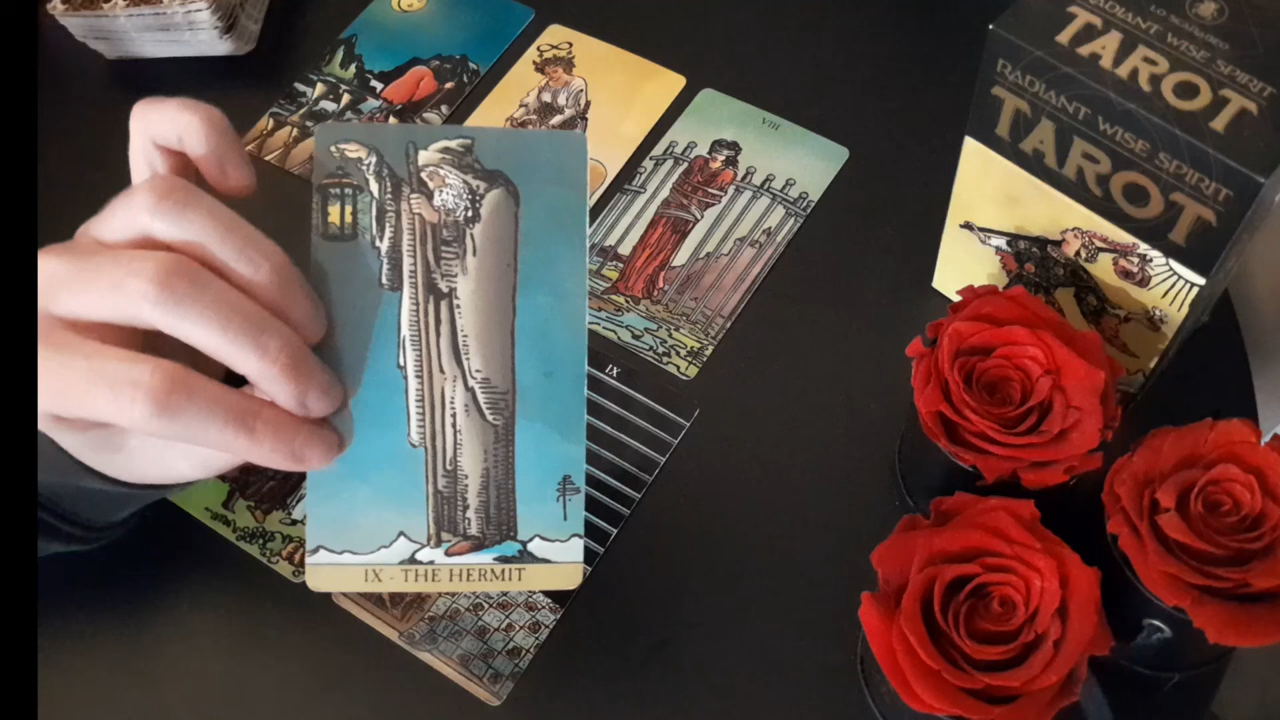 LO SCARABEO
RADIANT WISE SPIRIT
TAROT
RADIANT WISE SPIRIT
TAROT
VIII
IX
IX - THE HERMIT